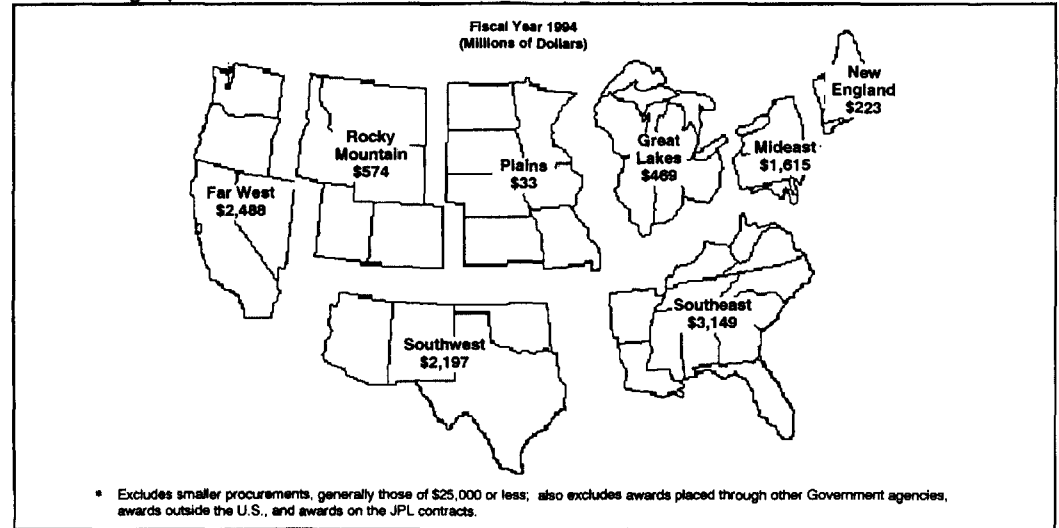 Fiscal Year 1994
(Millions of Dollars)
New
England
$223
Rocky
Mountain
$574
Great
Lakes
$469
Mideast
$1,615
Plains
$33
Far West
$2,488
Southeast
$3,149
Southwest
$2,197
* Excludes smaller procurements, generally those of $25,000 or less; also excludes awards placed through other Government agencies,
awards outside the U.S., and awards on the JPL contracts.